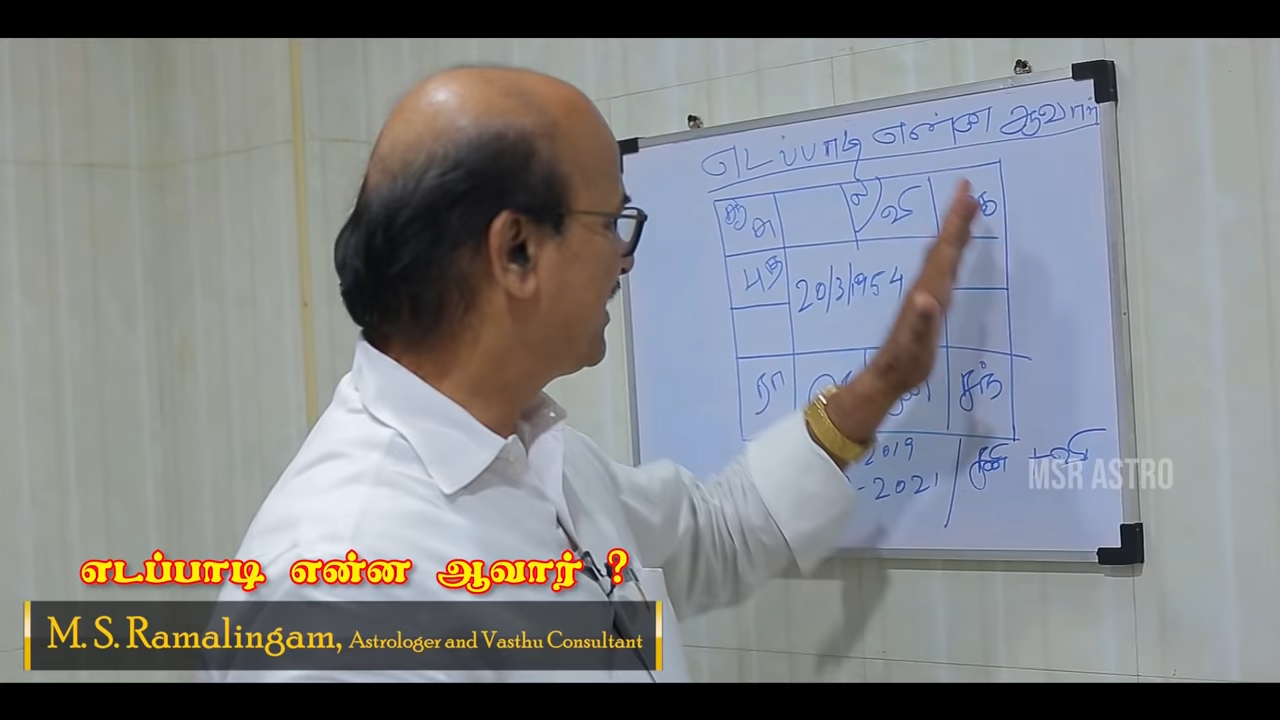 எடப்பாடி என்ன ஆவார்
வி
புத
20/3/1954
ரா
சந்
2019
-2021
சனி
MSR ASTRO
எடப்பாடி என்ன ஆவார் ?
M. S. Ramalingam, Astrologer and Vasthu Consultant